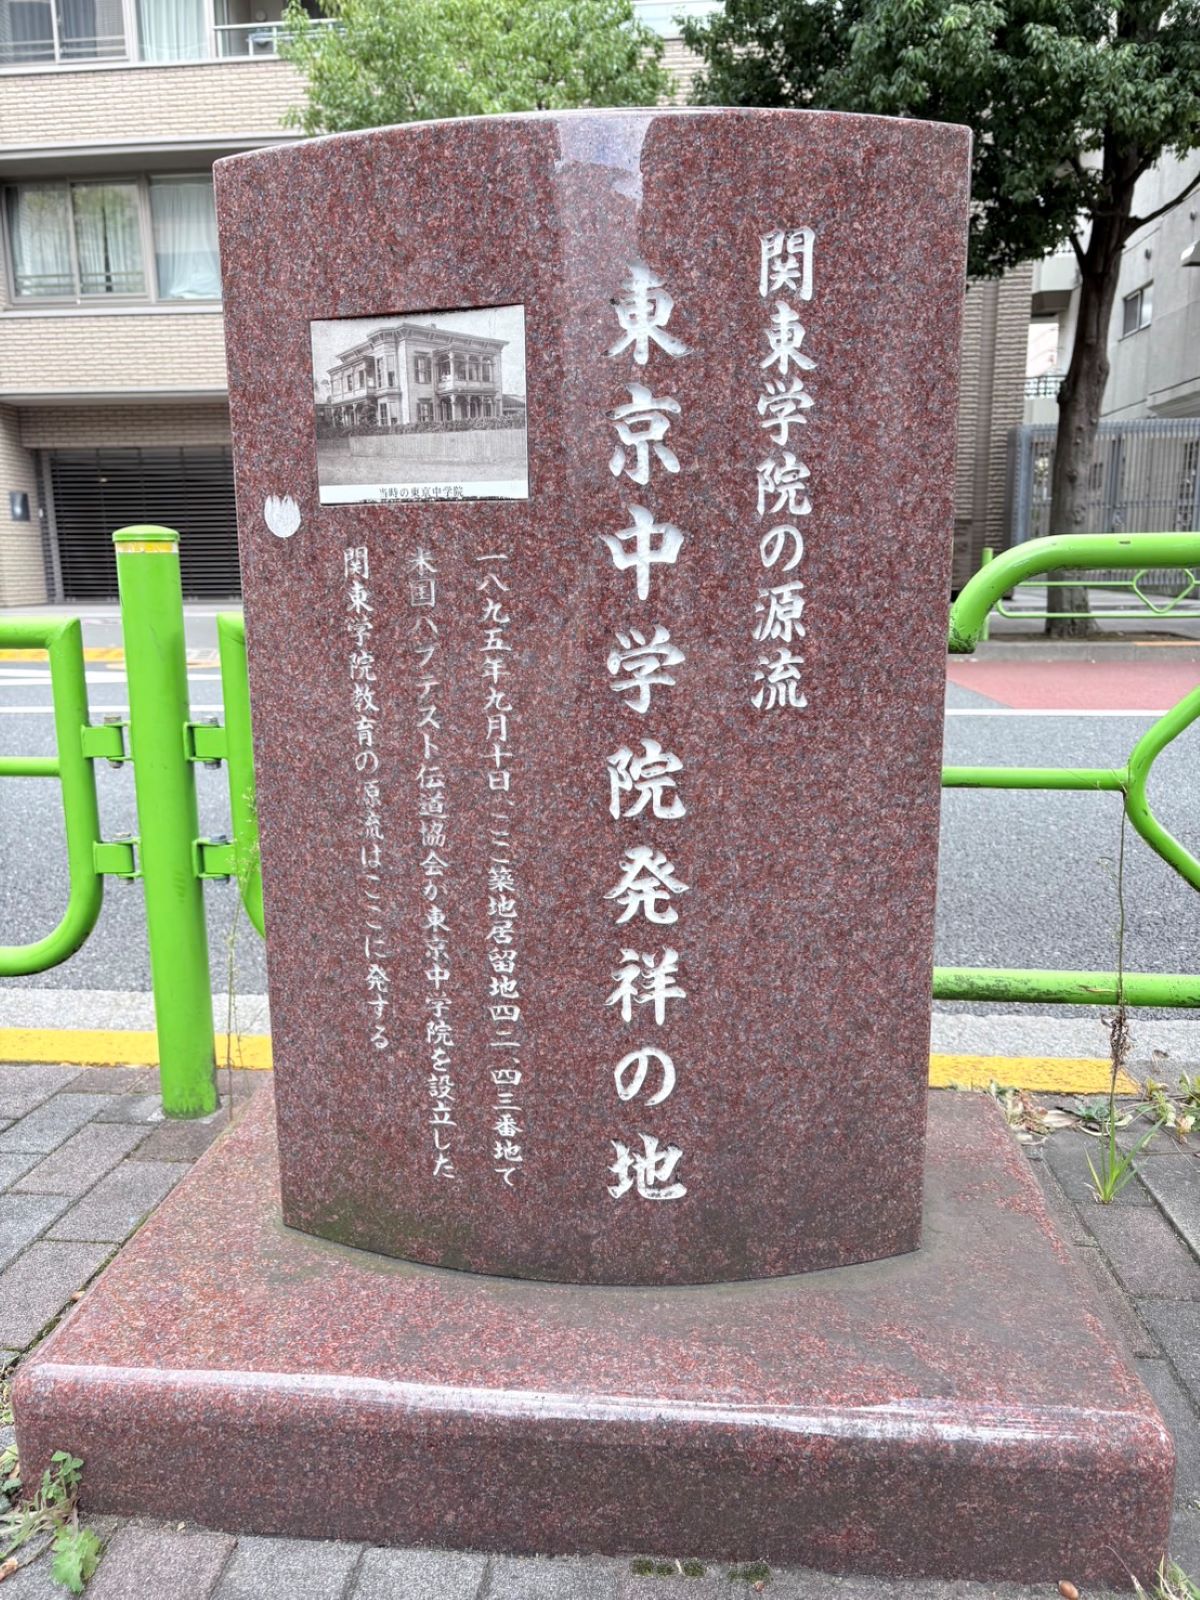 関東学院の源流
東京中学院発祥の地
当時の東京中学院
一八九五年九月十日、ここ築地居留地四二、四三番地で
米国バプテスト伝道協会が東京中学院を設立した
関東学院教育の源流はここに発する